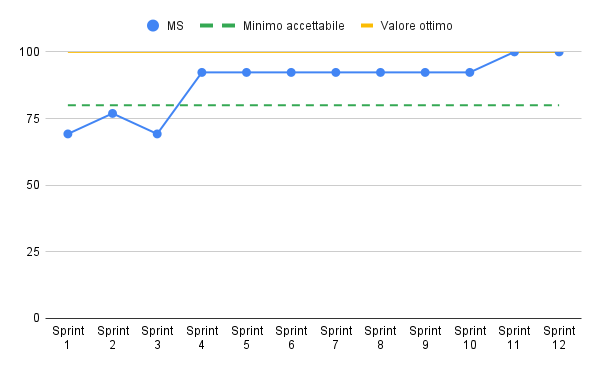 MS Minimo accettabile Valore ottimo
100
75
50
25
0
Sprint 1
Sprint 2
Sprint 3
Sprint 4
Sprint 5
Sprint 6
Sprint 7
Sprint 8
Sprint 9
Sprint 10
Sprint 11
Sprint 12